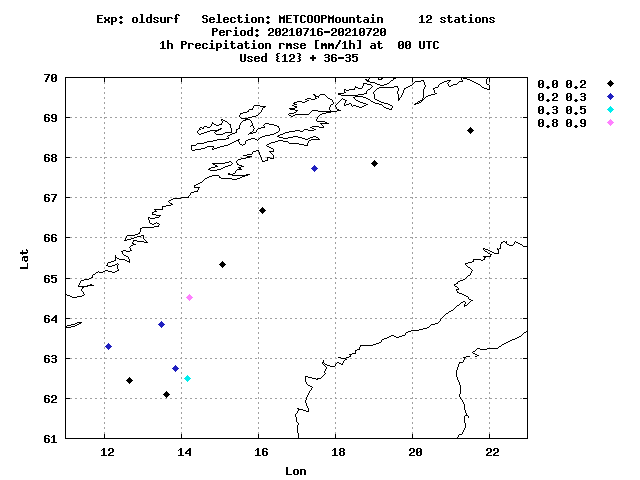 Exp: oldsurf   Selection: METCOOPMountain     12 stations
Period: 20210716-20210720
1h Precipitation rmse [mm/1h] at  00 UTC
Used {12} + 36-35
70
69
68
67
66
65
64
63
62
61
Lat
12 14 16 18 20 22
Lon
0.0 0.2
0.2 0.3
0.3 0.5
0.8 0.9